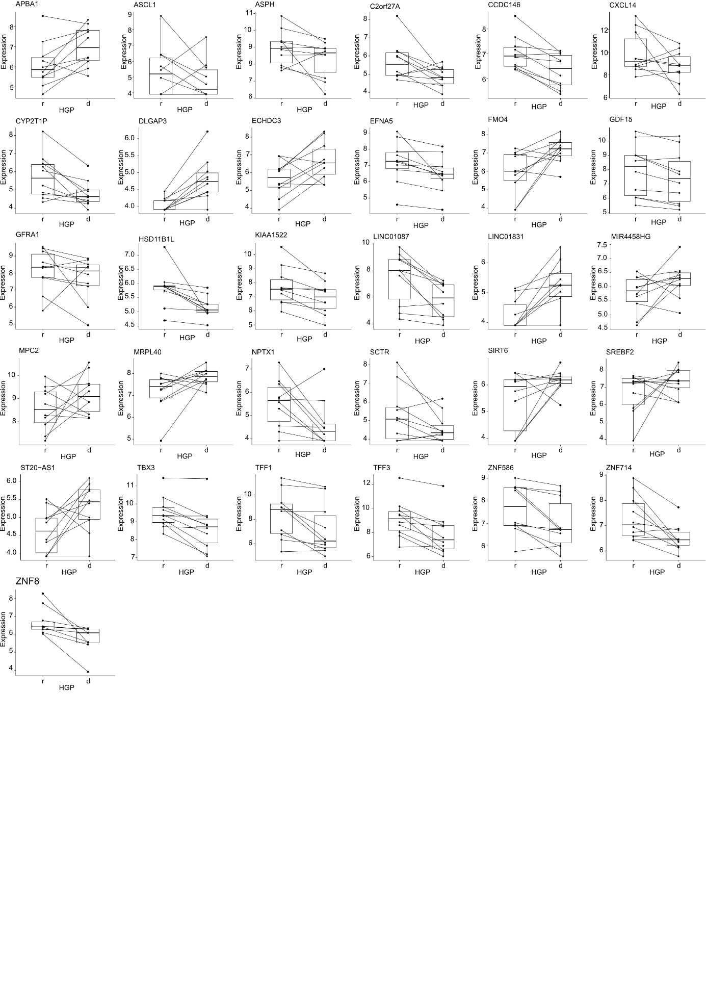 APBA1
Expression
8
7
6
5
r d
HGP
ASCL1
Expression
9
8
7
6
5
4
r d
HGP
ASPH
Expression
11
10
9
8
7
6
r d
HGP
C2orf27A
Expression
8
7
6
5
4
r d
HGP
CCDC146
Expression
8
7
6
r d
HGP
CXCL14
Expression
12
10
8
6
r d
HGP
CYP2T1P
Expression
8
7
6
5
4
r d
HGP
DLGAP3
Expression
6.0
5.5
5.0
4.5
4.0
r d
HGP
ECHDC3
Expression
8
7
6
5
4
r d
HGP
EFNA5
Expression
9
8
7
6
5
r d
HGP
FMO4
Expression
8
7
6
5
4
r d
HGP
GDF15
Expression
10
9
8
7
6
5
r d
HGP
GFRA1
Expression
9
8
7
6
5
r d
HGP
HSD11B1L
Expression
7.0
6.5
6.0
5.5
5.0
4.5
r d
HGP
KIAA1522
Expression
10
9
8
7
6
5
r d
HGP
LINC01087
Expression
10
8
6
4
r d
HGP
LINC01831
Expression
6
5
4
r d
HGP
MIR4458HG
Expression
7.5
7.0
6.5
6.0
5.5
5.0
4.5
r d
HGP
MPC2
Expression
10
9
8
r d
HGP
MRPL40
Expression
8
7
6
5
r d
HGP
NPTX1
Expression
7
6
5
4
r d
HGP
SCTR
Expression
8
7
6
5
4
r d
HGP
SIRT6
Expression
6
5
4
r d
HGP
SREBF2
Expression
8
7
6
5
4
r d
HGP
ST20−AS1
Expression
6.0
5.5
5.0
4.5
4.0
r d
HGP
TBX3
Expression
11
10
9
8
7
r d
HGP
TFF1
Expression
10
8
6
r d
HGP
TFF3
Expression
12
10
8
6
r d
HGP
ZNF586
Expression
9
8
7
6
r d
HGP
ZNF714
Expression
9
8
7
6
r d
HGP
ZNF8
Expression
8
7
6
5
4
r d
HGP